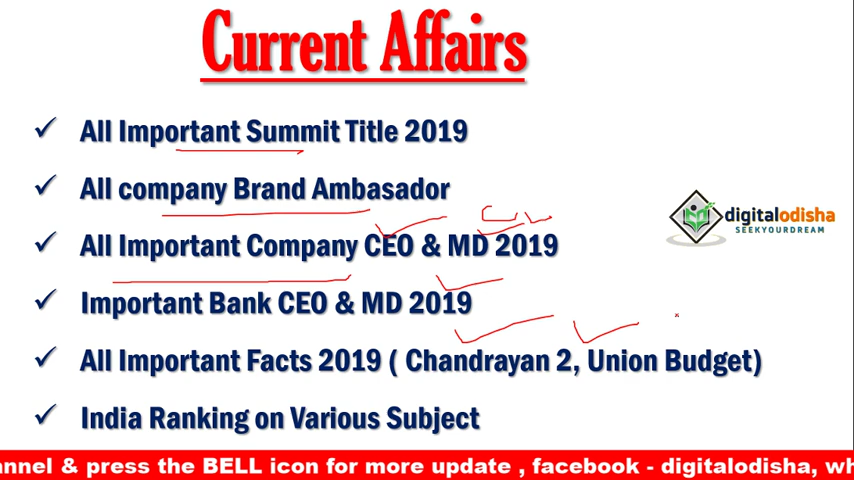 Current Affairs
All Important Summit Title 2019
All company Brand Ambasador
All Important Company CEO & MD 2019
Important Bank CEO & MD 2019
All Important Facts 2019 ( Chandrayan 2, Union Budget)
India Ranking on Various Subject
digitalodisha
SEEKYOURDREAM
annel & press the BELL icon for more update , facebook - digitalodisha, wh